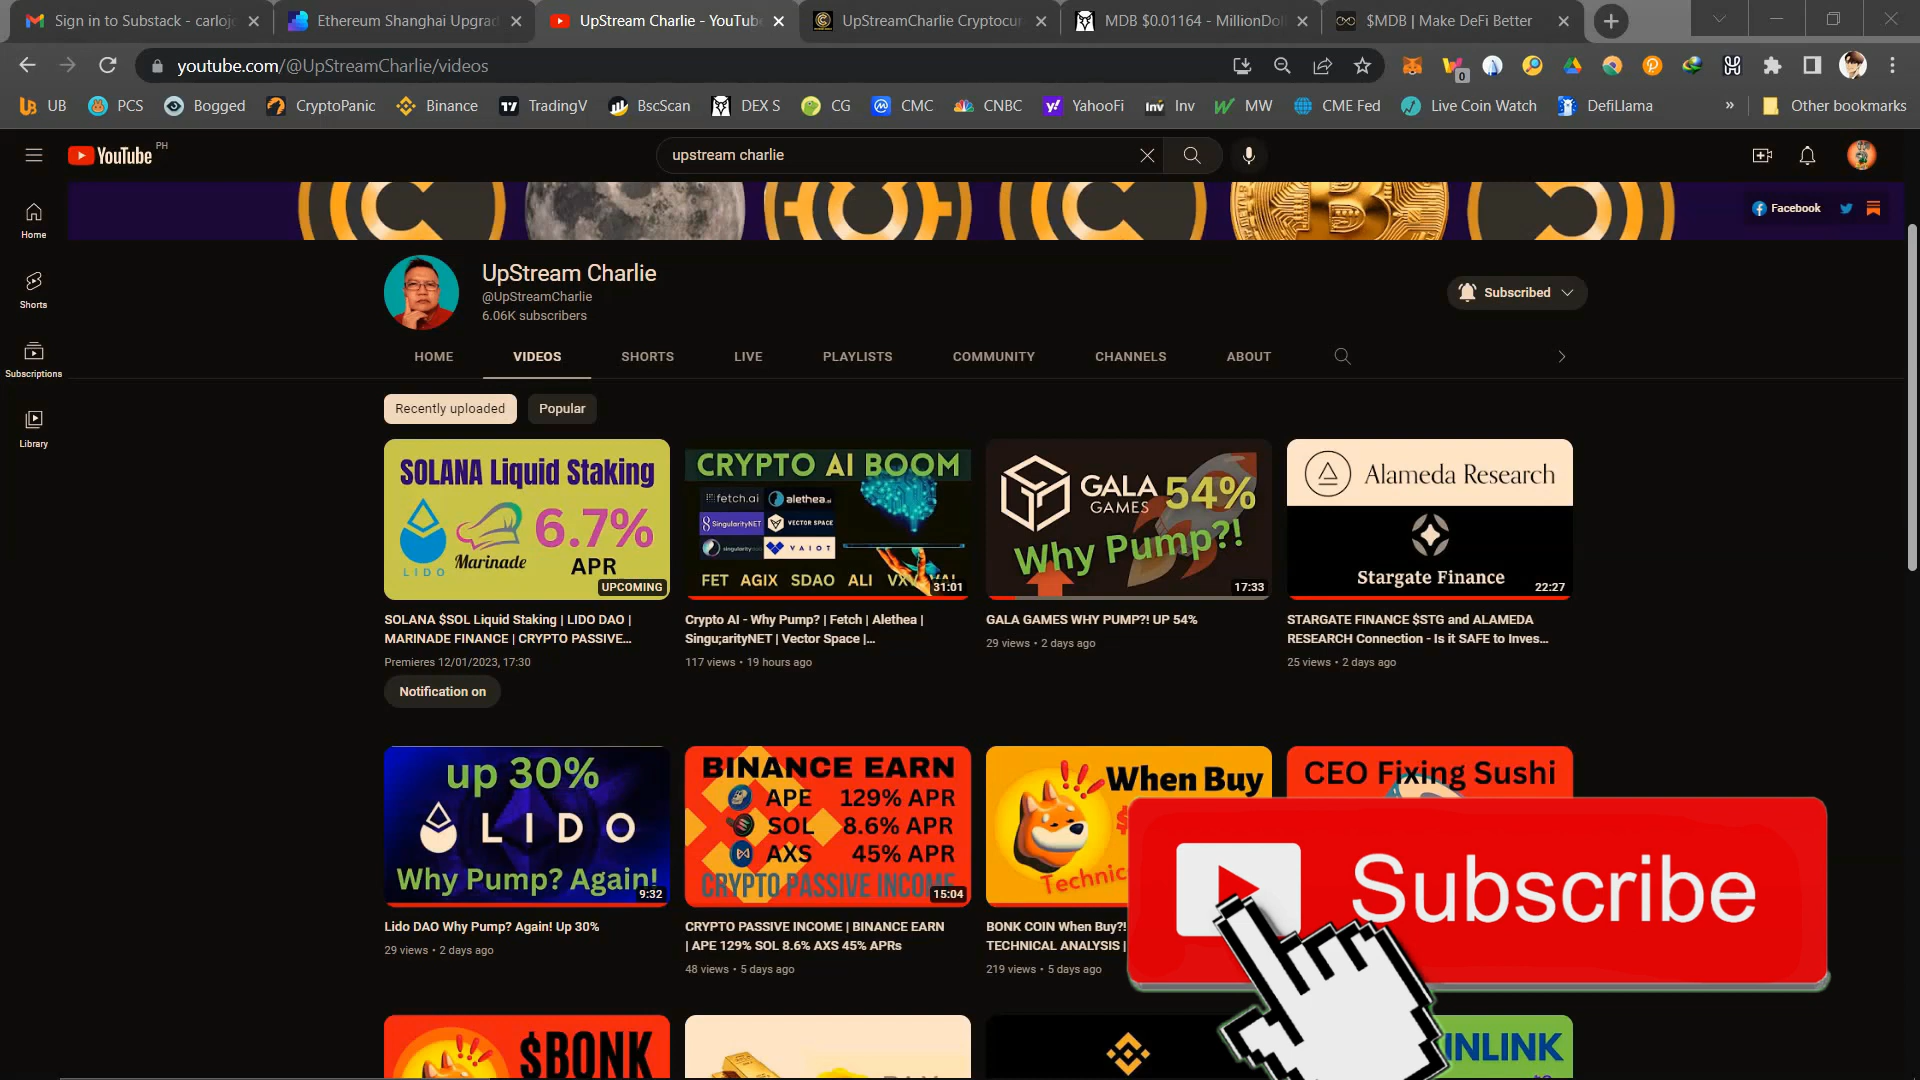 Sign in to Substack - carlojo
Ethereum Shanghai Upgrad
UpStream Charlie - YouTube
UpStreamCharlie Cryptocur
MDB $0.01164 - MillionDol
$MDB | Make DeFi Better
youtube.com/@UpStreamCharlie/videos
0
UB
PCS
Bogged
CryptoPanic
Binance
TradingV
BscScan
DEX S
CG
CMC
CNBC
YahooFi
Inv
MW
CME Fed
Live Coin Watch
DefiLlama
»
Other bookmarks
YouTube PH
upstream charlie
Facebook
Home
Shorts
Subscriptions
Library
UpStream Charlie
@UpStreamCharlie
6.06K subscribers
Subscribed
HOME
VIDEOS
SHORTS
LIVE
PLAYLISTS
COMMUNITY
CHANNELS
ABOUT
Recently uploaded
Popular
SOLANA Liquid Staking
LIDO
Marinade
6.7%
APR
UPCOMING
CRYPTO AI BOOM
fetch.ai
alethea.ai
SingularityNET
VECTOR SPACE
VAIOT
FET AGIX SDAO ALI
31:01
GALA
GAMES
54%
Why Pump?!
17:33
Alameda Research
Stargate Finance
22:27
SOLANA $SOL Liquid Staking | LIDO DAO |
MARINADE FINANCE | CRYPTO PASSIVE...
Premieres 12/01/2023, 17:30
Notification on
Crypto AI - Why Pump? | Fetch | Alethea |
Singu;arityNET | Vector Space |...
117 views • 19 hours ago
GALA GAMES WHY PUMP?! UP 54%
29 views • 2 days ago
STARGATE FINANCE $STG and ALAMEDA
RESEARCH Connection - Is it SAFE to Inves...
25 views • 2 days ago
up 30%
LIDO
Why Pump? Again!
9:32
BINANCE EARN
APE 129% APR
SOL 8.6% APR
AXS 45% APR
CRYPTO PASSIVE INCOME
15:04
When Buy
Technic
CEO Fixing Sushi
Subscribe
Lido DAO Why Pump? Again! Up 30%
29 views • 2 days ago
CRYPTO PASSIVE INCOME | BINANCE EARN
| APE 129% SOL 8.6% AXS 45% APRs
48 views • 5 days ago
BONK COIN When Buy?!
TECHNICAL ANALYSIS |
219 views • 5 days ago
$BONK
INLINK